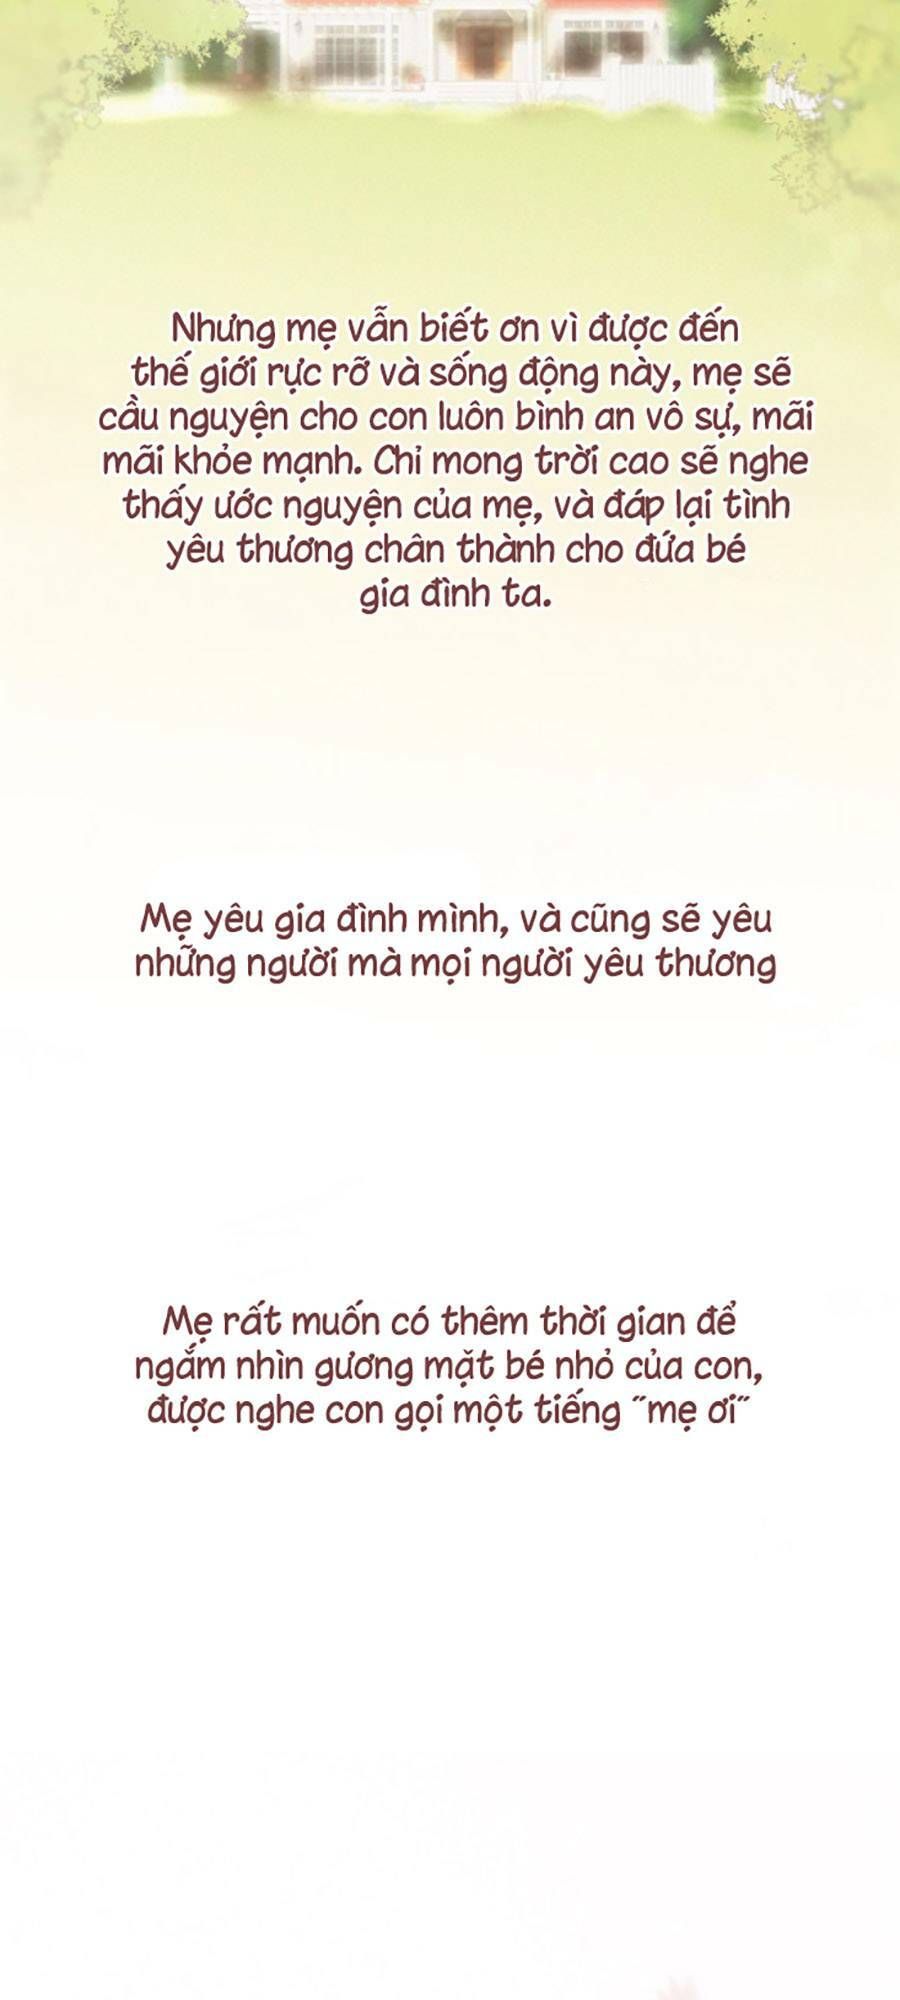 Nhưng mẹ vẫn biết ơn vì được đến
thế giới rực rỡ và sống động này, mẹ sẽ
cầu nguyện cho con luôn bình an vô sự, mãi
mãi khỏe mạnh. Chỉ mong trời cao sẽ nghe
thấy ước nguyện của mẹ, và đáp lại tình
yêu thương chân thành cho đứa bé
gia đình ta.
Mẹ yêu gia đình mình, và cũng sẽ yêu
những người mà mọi người yêu thương
Mẹ rất muốn có thêm thời gian để
ngắm nhìn gương mặt bé nhỏ của con,
được nghe con gọi một tiếng "mẹ ơi"